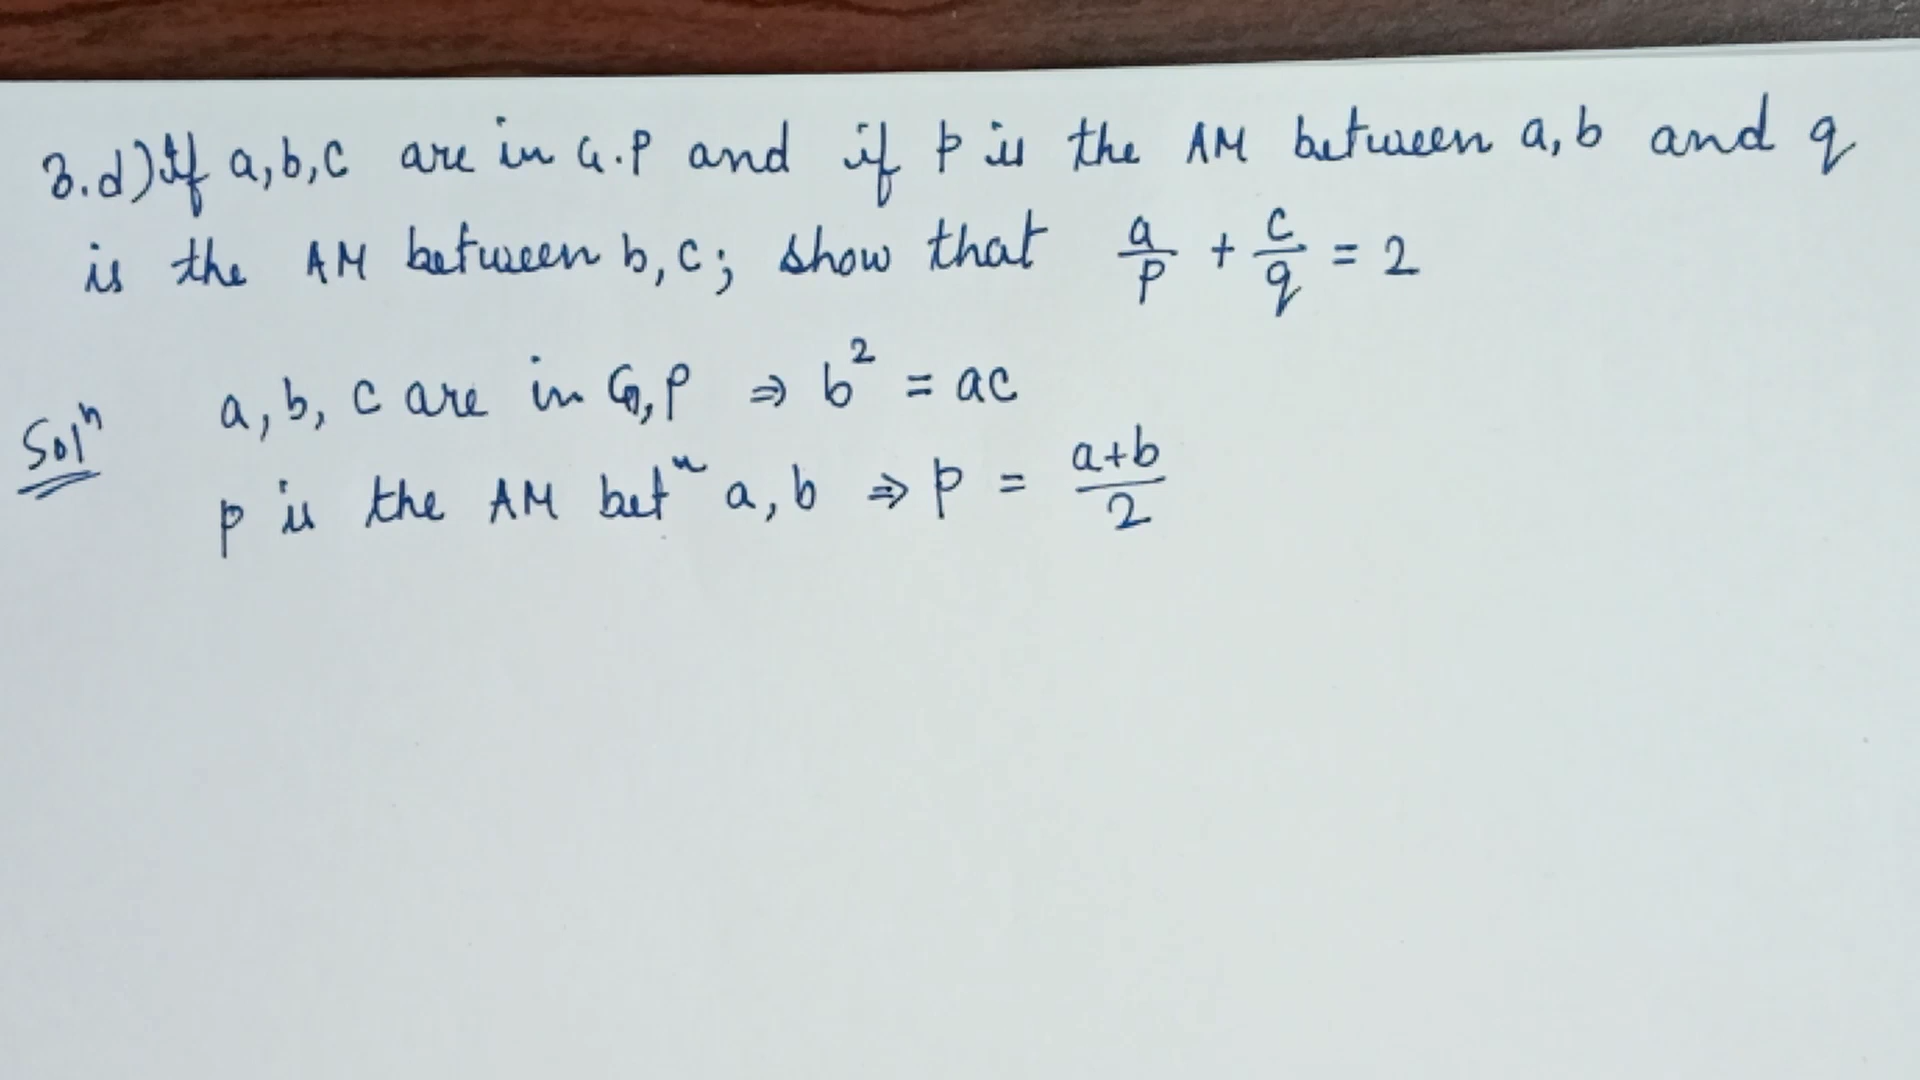 3.d) If a,b,c are in G.P and if p is the AM between a,b and q
is the AM between b,c; show that a/p + c/q = 2
Solⁿ a, b, c are in G.P ⇒ b² = ac
p is the AM betⁿ a, b ⇒ p = a+b/2